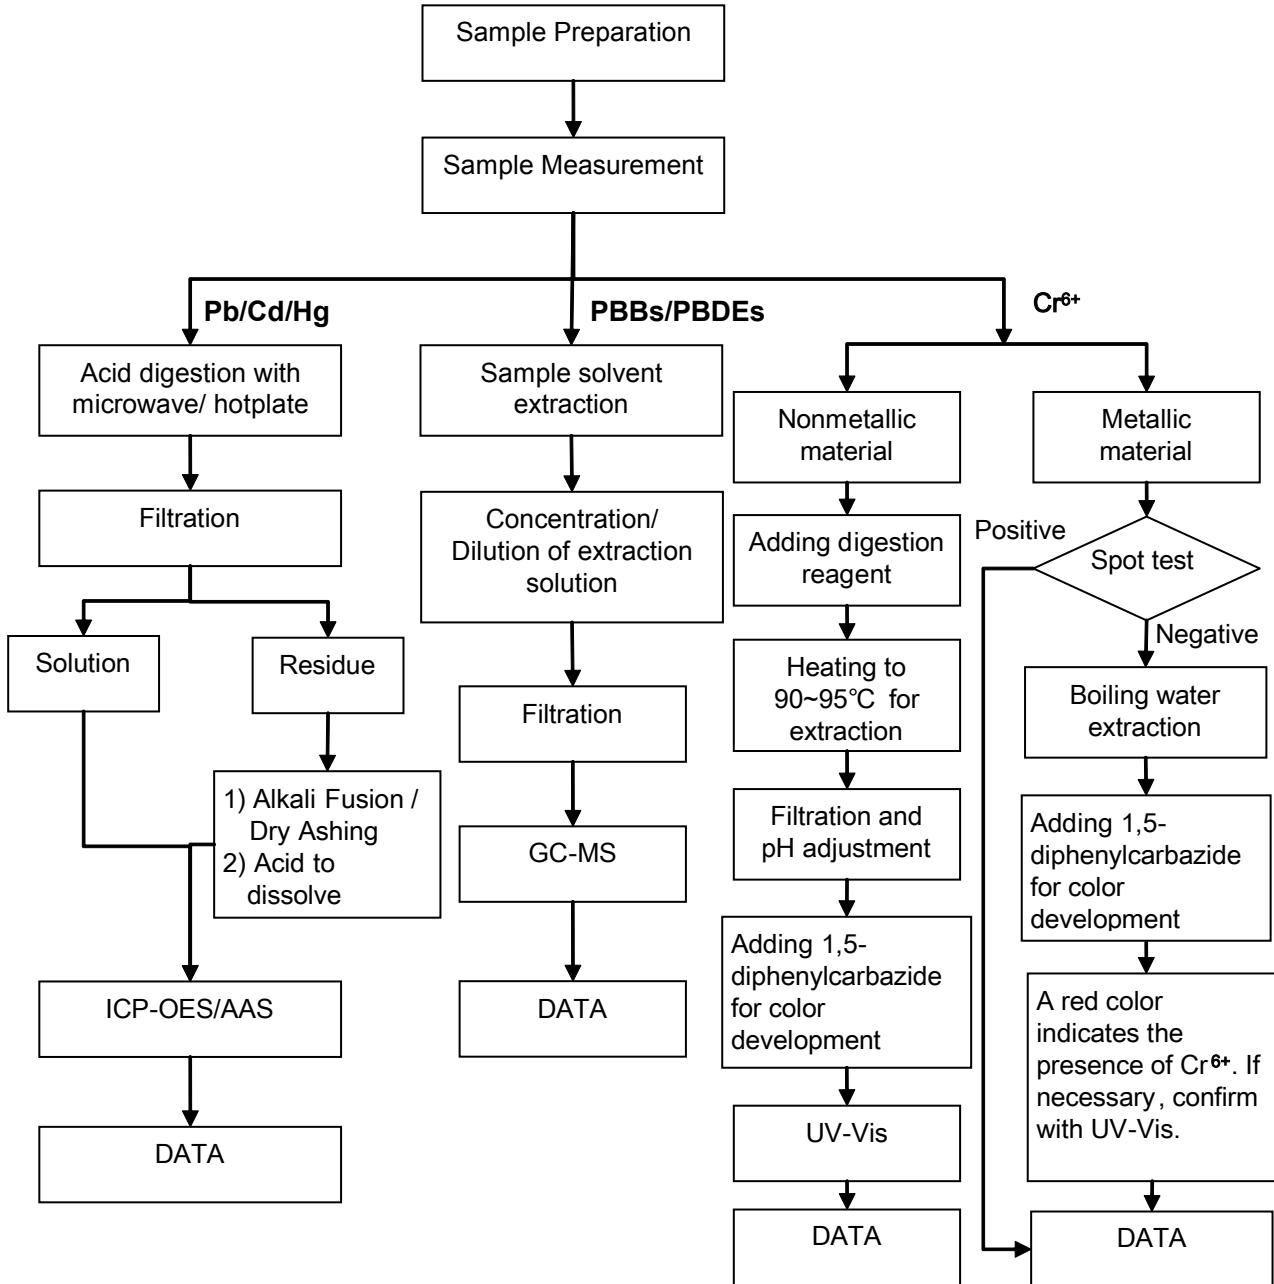 Sample Preparation
Sample Measurement
Pb/Cd/Hg
PBBs/PBDEs
Cr⁶⁺
Acid digestion with
microwave/ hotplate
Filtration
Solution
Residue
1) Alkali Fusion /
Dry Ashing
2) Acid to
dissolve
ICP-OES/AAS
DATA
Sample solvent
extraction
Concentration/
Dilution of extraction
solution
Filtration
GC-MS
DATA
Nonmetallic
material
Adding digestion
reagent
Heating to
90~95℃ for
extraction
Filtration and
pH adjustment
Adding 1,5-
diphenylcarbazide
for color
development
UV-Vis
DATA
Metallic
material
Positive
Spot test
Negative
Boiling water
extraction
Adding 1,5-
diphenylcarbazide
for color
development
A red color
indicates the
presence of Cr⁶⁺. If
necessary, confirm
with UV-Vis.
DATA